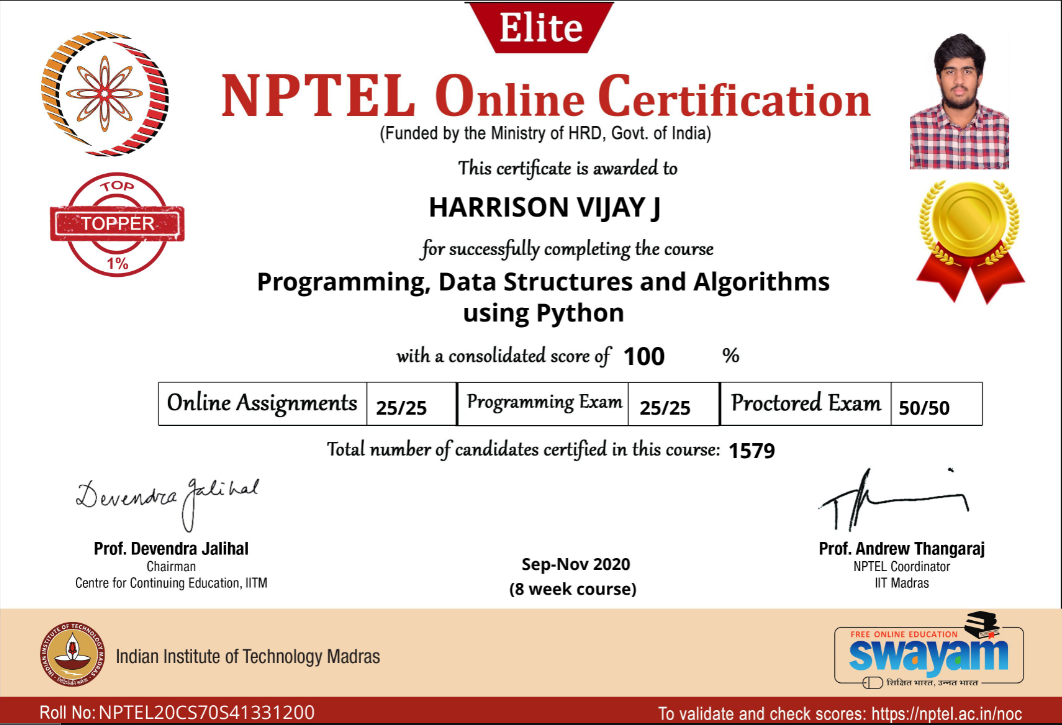 Elite
NPTEL Online Certification
(Funded by the Ministry of HRD, Govt. of India)
This certificate is awarded to
HARRISON VIJAY J
TOP
TOPPER
1%
for successfully completing the course
Programming, Data Structures and Algorithms
using Python
with a consolidated score of 100 %
Online Assignments 25/25 Programming Exam 25/25 Proctored Exam 50/50
Total number of candidates certified in this course: 1579
Devendra Jalihal
Prof. Devendra Jalihal
Chairman
Centre for Continuing Education, IITM
Sep-Nov 2020
(8 week course)
Prof. Andrew Thangaraj
NPTEL Coordinator
IIT Madras
INDIAN INSTITUTE OF TECHNOLOGY MADRAS
Indian Institute of Technology Madras
FREE ONLINE EDUCATION
swayam
शिक्षित भारत, उन्नत भारत
Roll No: NPTEL20CS70S41331200
To validate and check scores: https://nptel.ac.in/noc